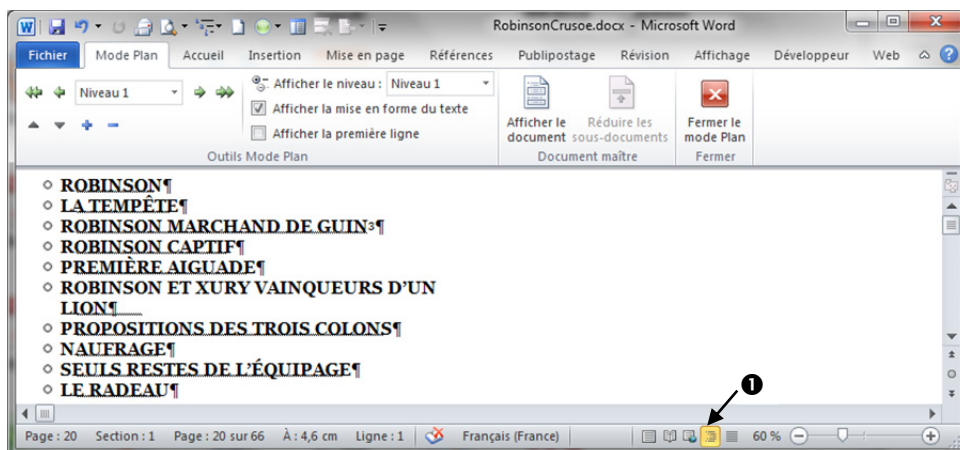 RobinsonCrusoe.docx - Microsoft Word
Fichier Mode Plan Accueil Insertion Mise en page Références Publipostage Révision Affichage Développeur Web
Niveau 1 Afficher le niveau : Niveau 1
Afficher la mise en forme du texte
Afficher la première ligne
Afficher le document Réduire les sous-documents Fermer le mode Plan
Outils Mode Plan Document maître Fermer
ROBINSON¶
LA TEMPÊTE¶
ROBINSON MARCHAND DE GUIN³¶
ROBINSON CAPTIF¶
PREMIÈRE AIGUADE¶
ROBINSON ET XURY VAINQUEURS D'UN
LION¶
PROPOSITIONS DES TROIS COLONS¶
NAUFRAGE¶
SEULS RESTES DE L'ÉQUIPAGE¶
LE RADEAU¶
❶
Page : 20 Section : 1 Page : 20 sur 66 À : 4,6 cm Ligne : 1 Français (France) 60 %